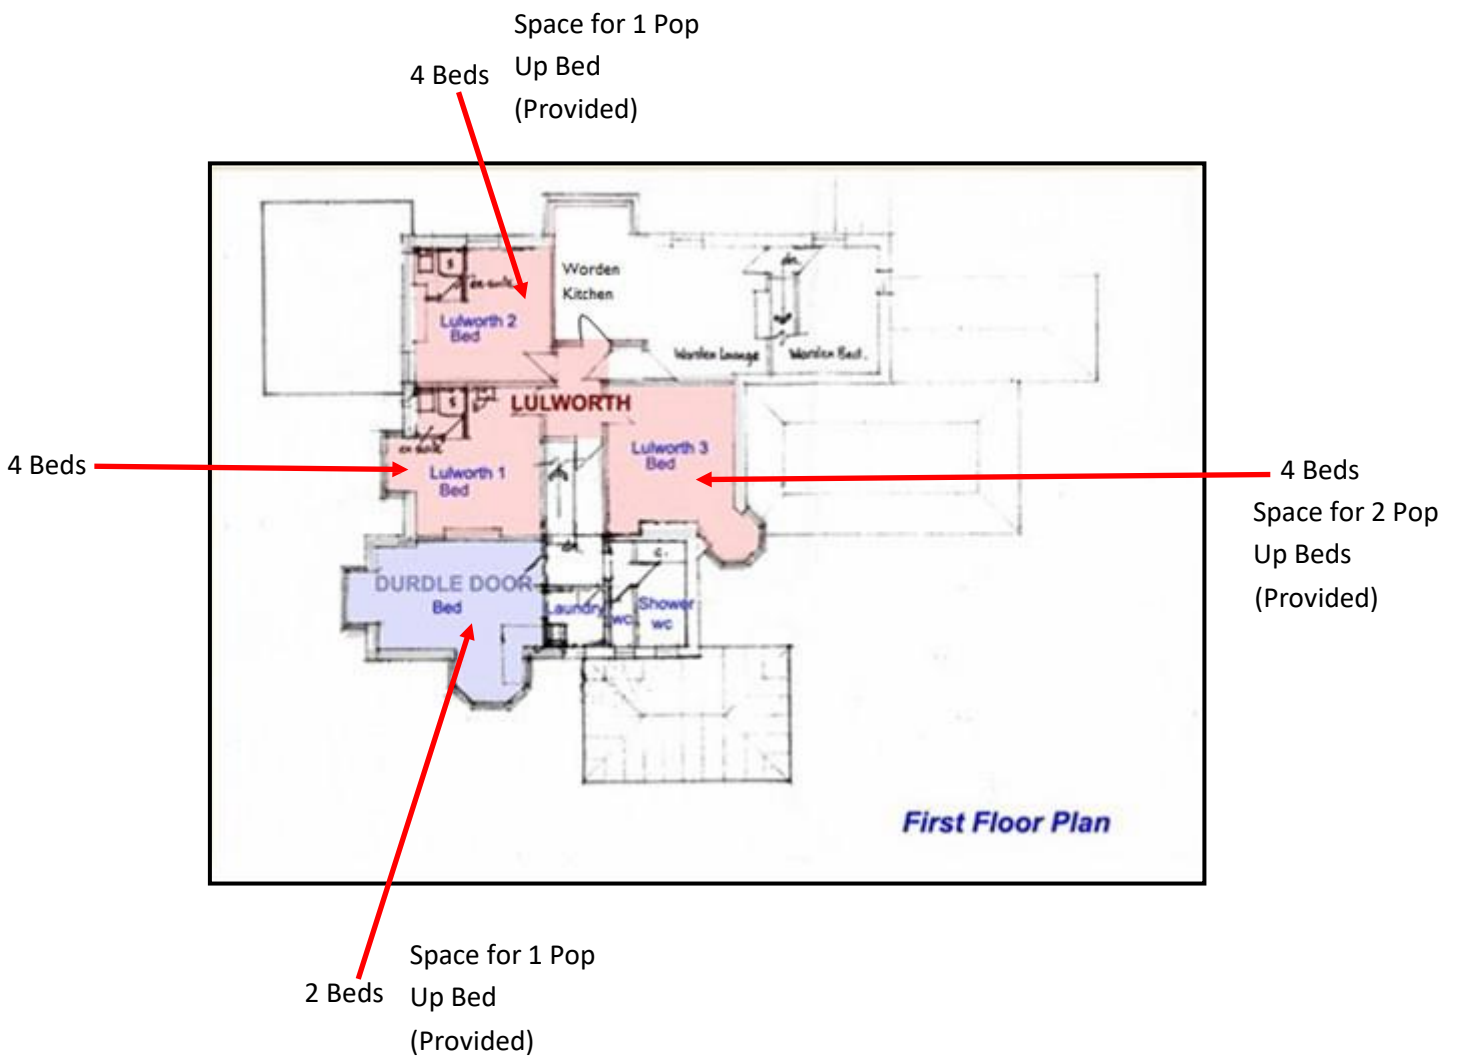 Space for 1 Pop
Up Bed
(Provided)
4 Beds
Worden
Kitchen
s
en-suite
Lulworth 2
Bed
dn.
up
Worden Lounge
Worden Bed.
LULWORTH
s
en suite
Lulworth 1
Bed
Lulworth 3
Bed
4 Beds
4 Beds
Space for 2 Pop
Up Beds
(Provided)
dn
c.
DURDLE DOOR
Bed
Laundry
wc
Shower
wc
First Floor Plan
2 Beds
Space for 1 Pop
Up Bed
(Provided)